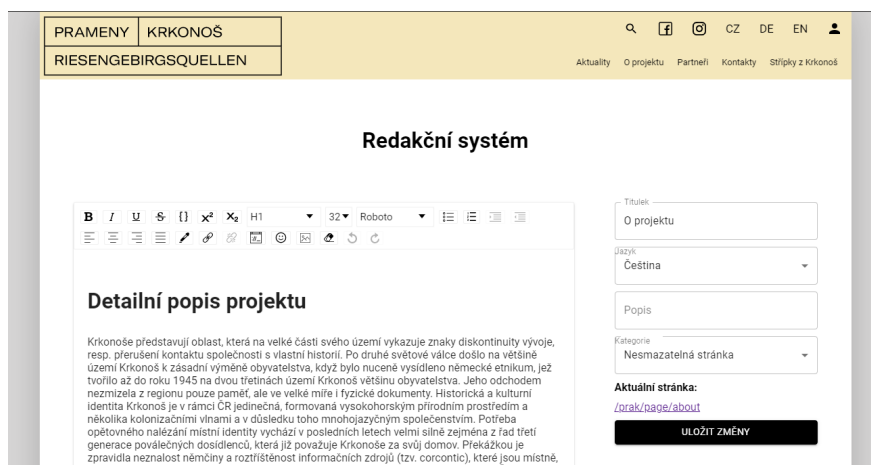 PRAMENY KRKONOŠ
RIESENGEBIRGSQUELLEN
CZ DE EN
Aktuality O projektu Partneři Kontakty Střípky z Krkonoš
Redakční systém
B I U S {} x² X₂ H1 32 Roboto
Titulek
O projektu
Jazyk
Čeština
Popis
Kategorie
Nesmazatelná stránka
Aktuální stránka:
/prak/page/about
ULOŽIT ZMĚNY
Detailní popis projektu
Krkonoše představují oblast, která na velké části svého území vykazuje znaky diskontinuity vývoje,
resp. přerušení kontaktu společnosti s vlastní historií. Po druhé světové válce došlo na většině
území Krkonoš k zásadní výměně obyvatelstva, když bylo nuceně vysídleno německé etnikum, jež
tvořilo až do roku 1945 na dvou třetinách území Krkonoš většinu obyvatelstva. Jeho odchodem
nezmizela z regionu pouze paměť, ale ve velké míře i fyzické dokumenty. Historická a kulturní
identita Krkonoš je v rámci ČR jedinečná, formovaná vysokohorským přírodním prostředím a
několika kolonizačními vlnami a v důsledku toho mnohojazyčným společenstvím. Potřeba
opětovného nalézání místní identity vychází v posledních letech velmi silně zejména z řad třetí
generace poválečných dosídlenců, která již považuje Krkonoše za svůj domov. Překážkou je
zpravidla neznalost němčiny a roztříštěnost informačních zdrojů (tzv. corcontic), které jsou místně,